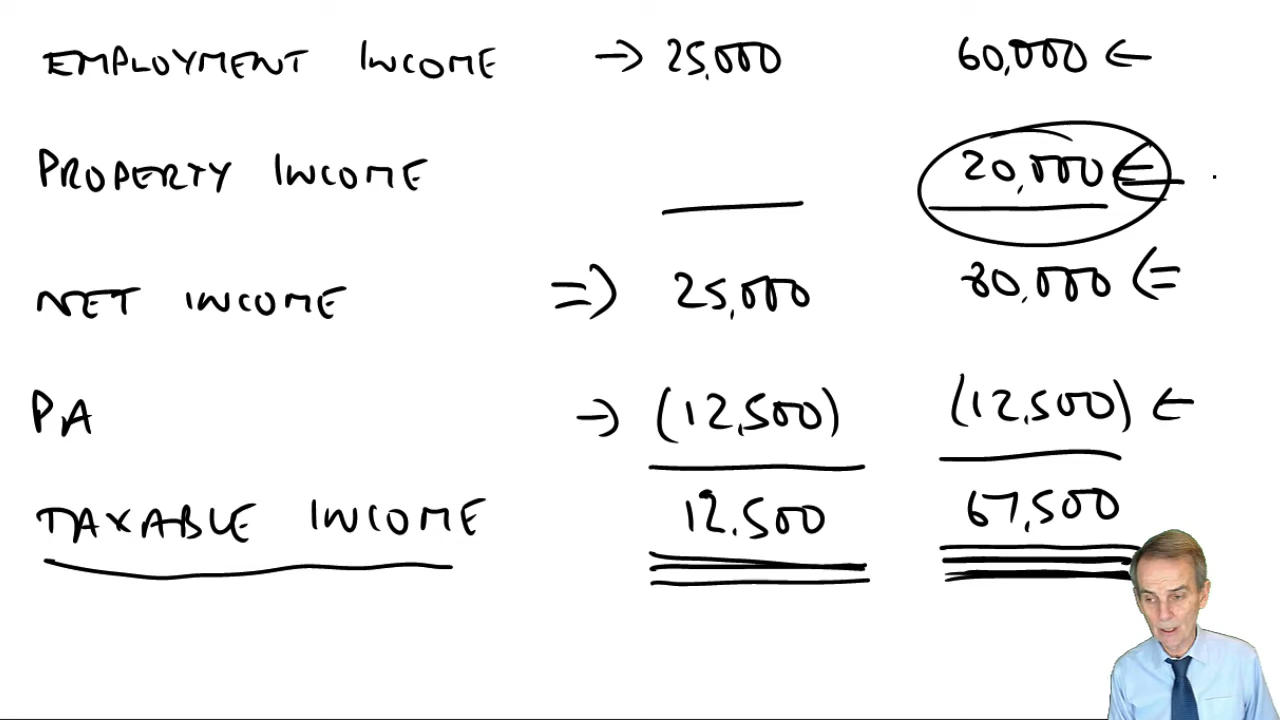 EMPLOYMENT INCOME → 25,000 60,000 ←
PROPERTY INCOME 20,000 ←
NET INCOME ⇒ 25,000 80,000 ⇐
PA → (12,500) (12,500) ←
TAXABLE INCOME 12,500 67,500